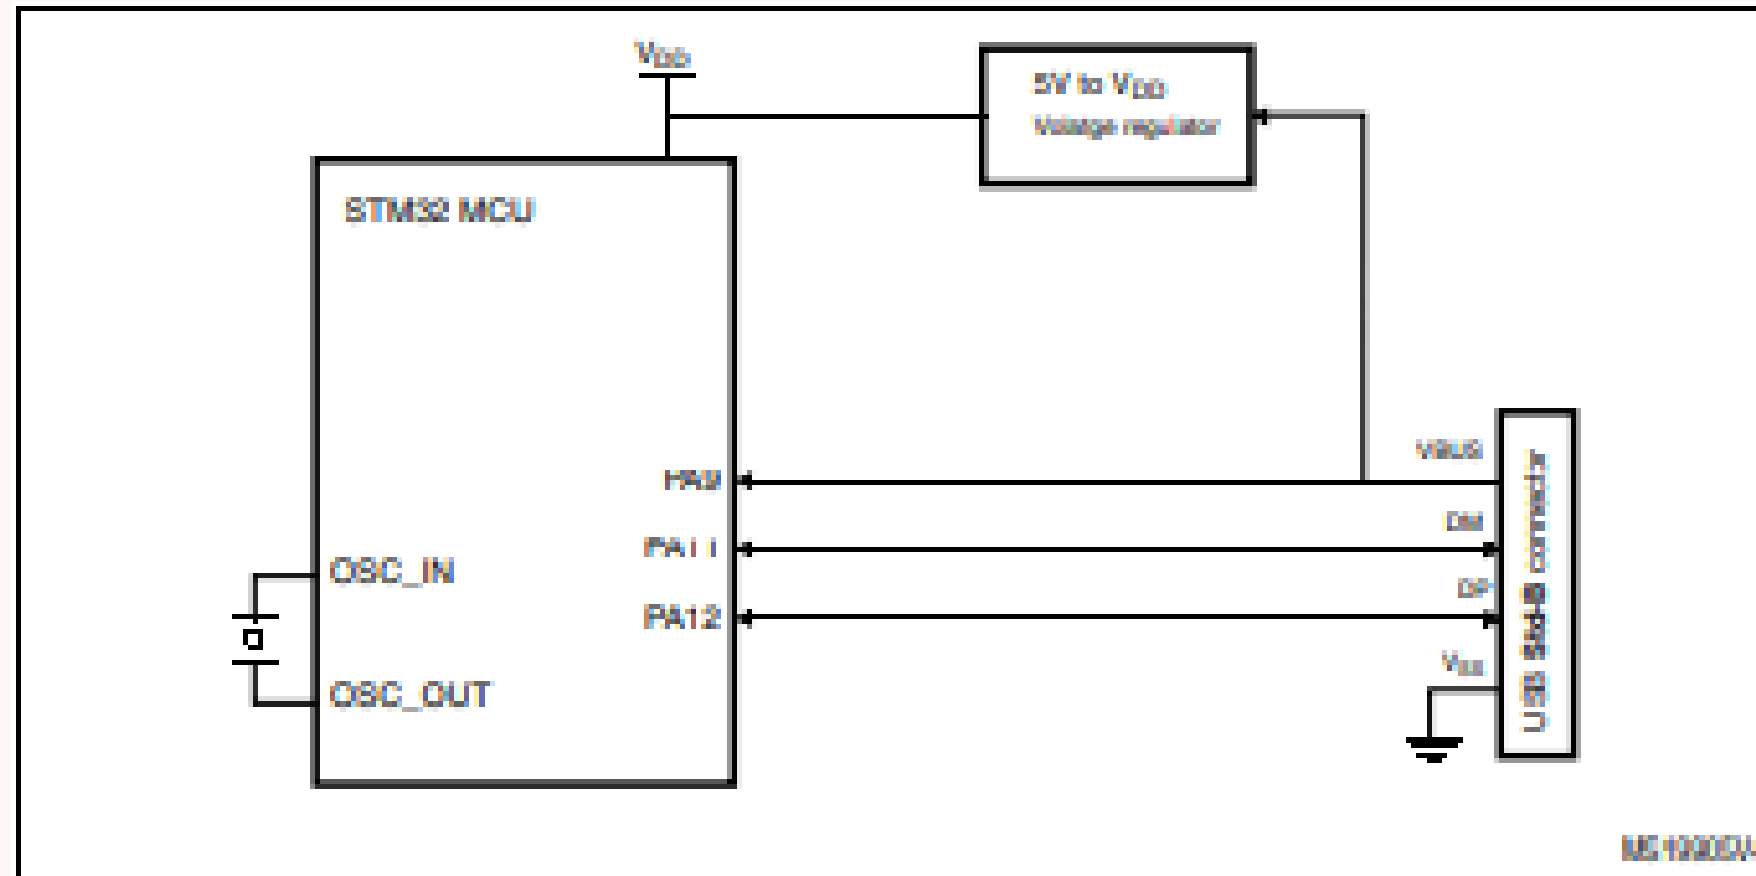 VDD
5V to VDD
Volatge regulator
STM32 MCU
VBUS
PA9
DM
PA11
DP
OSC_IN
PA12
VSS
OSC_OUT
USB Std-B connector